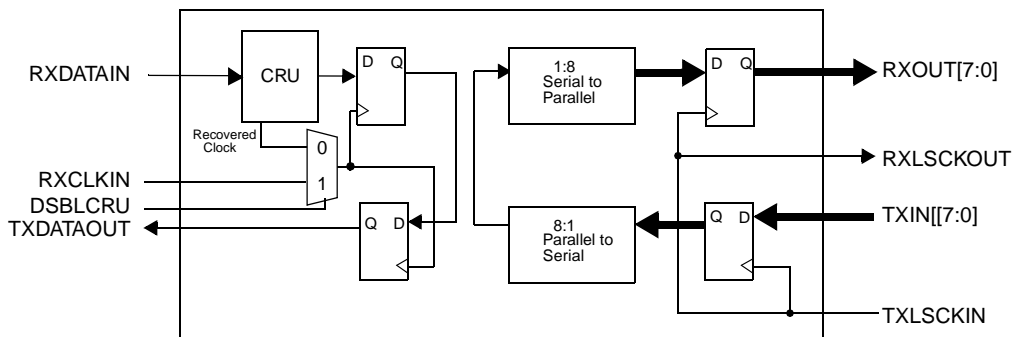 RXDATAIN
CRU
D Q
1:8
Serial to
Parallel
D Q
RXOUT[7:0]
Recovered
Clock
0
1
RXCLKIN
RXLSCKOUT
DSBLCRU
TXDATAOUT
Q D
8:1
Parallel to
Serial
Q D
TXIN[[7:0]
TXLSCKIN